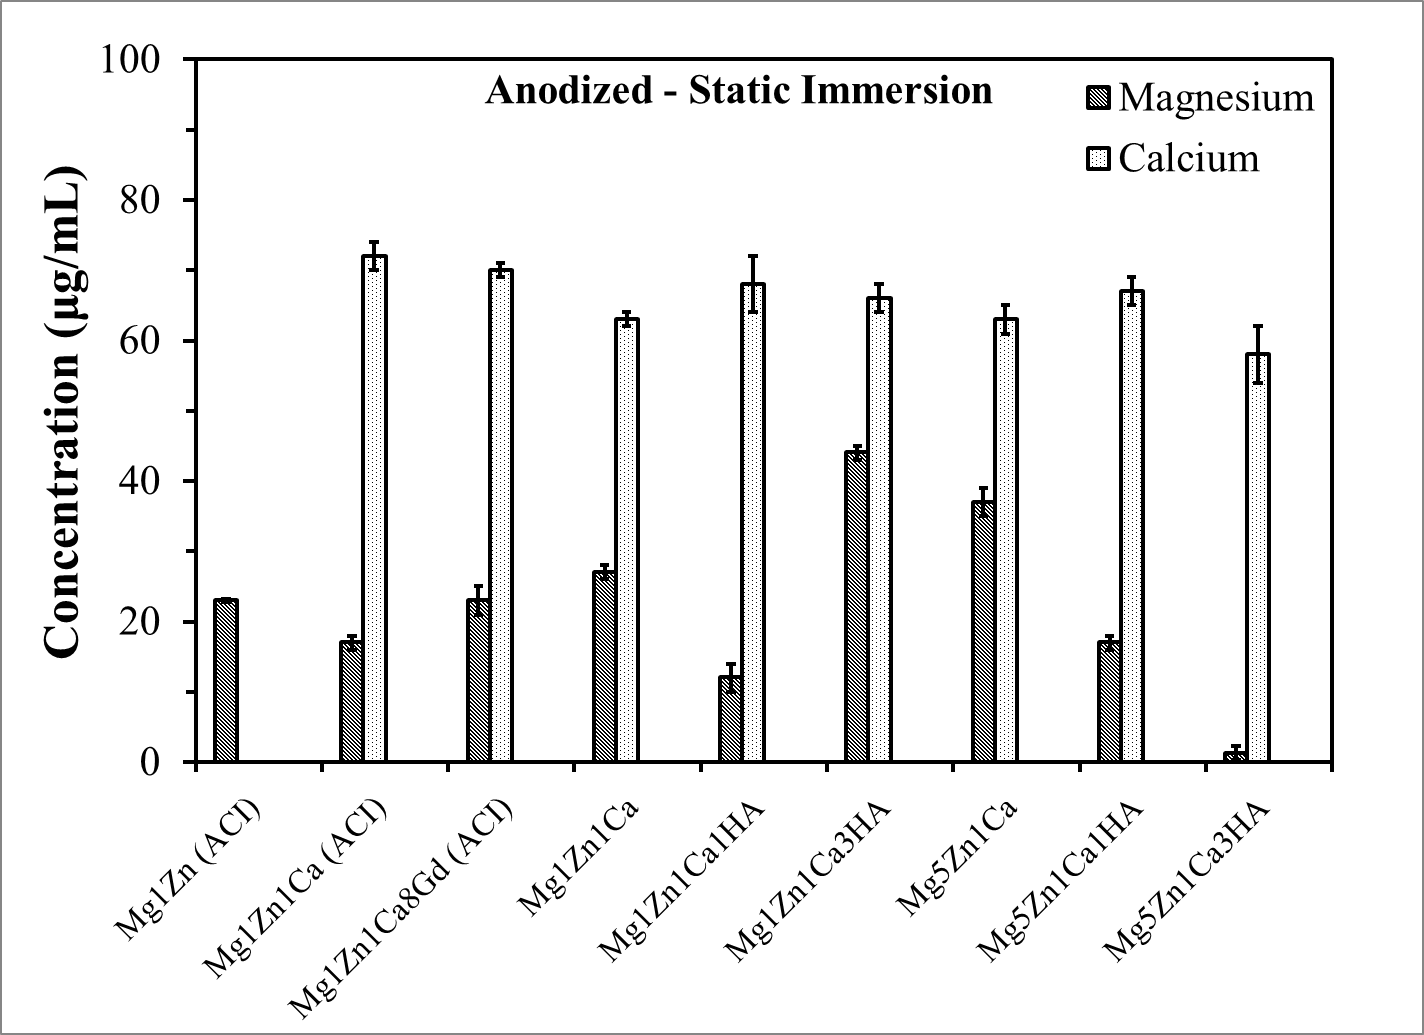 Anodized - Static Immersion
Magnesium
Calcium
Concentration (µg/mL)
100
80
60
40
20
0
Mg1Zn (ACI)
Mg1Zn1Ca (ACI)
Mg1Zn1Ca8Gd (ACI)
Mg1Zn1Ca
Mg1Zn1Ca1HA
Mg1Zn1Ca3HA
Mg5Zn1Ca
Mg5Zn1Ca1HA
Mg5Zn1Ca3HA